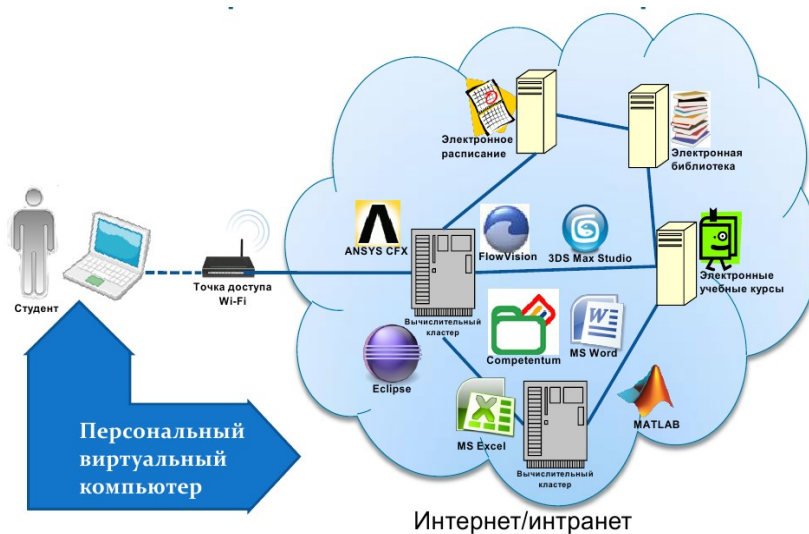 Электронное
расписание
Электронная
библиотека
ANSYS CFX
FlowVision
3DS Max Studio
Электронные
учебные курсы
Студент
Точка доступа
Wi-Fi
Вычислительный
кластер
Eclipse
Competentum
MS Word
MS Excel
MATLAB
Вычислительный
кластер
Персональный
виртуальный
компьютер
Интернет/интранет